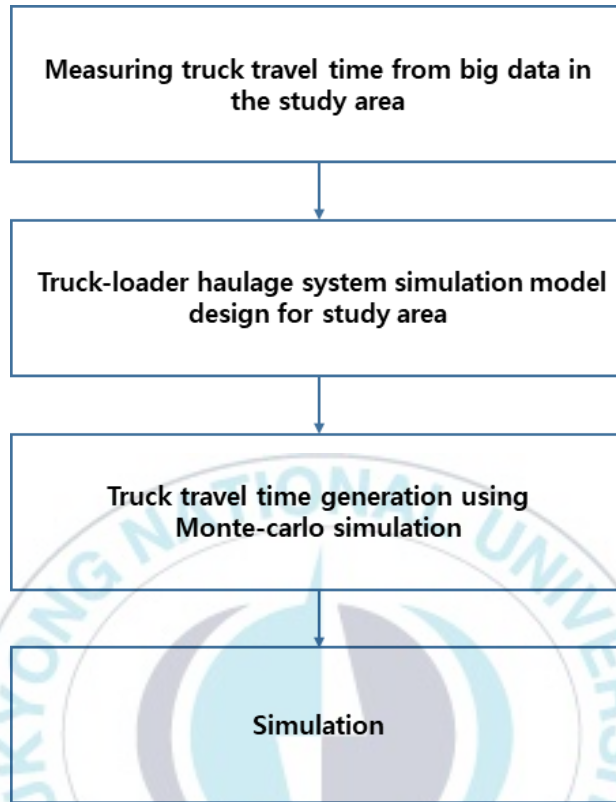 Measuring truck travel time from big data in
the study area
Truck-loader haulage system simulation model
design for study area
Truck travel time generation using
Monte-carlo simulation
Simulation
NATIONAL